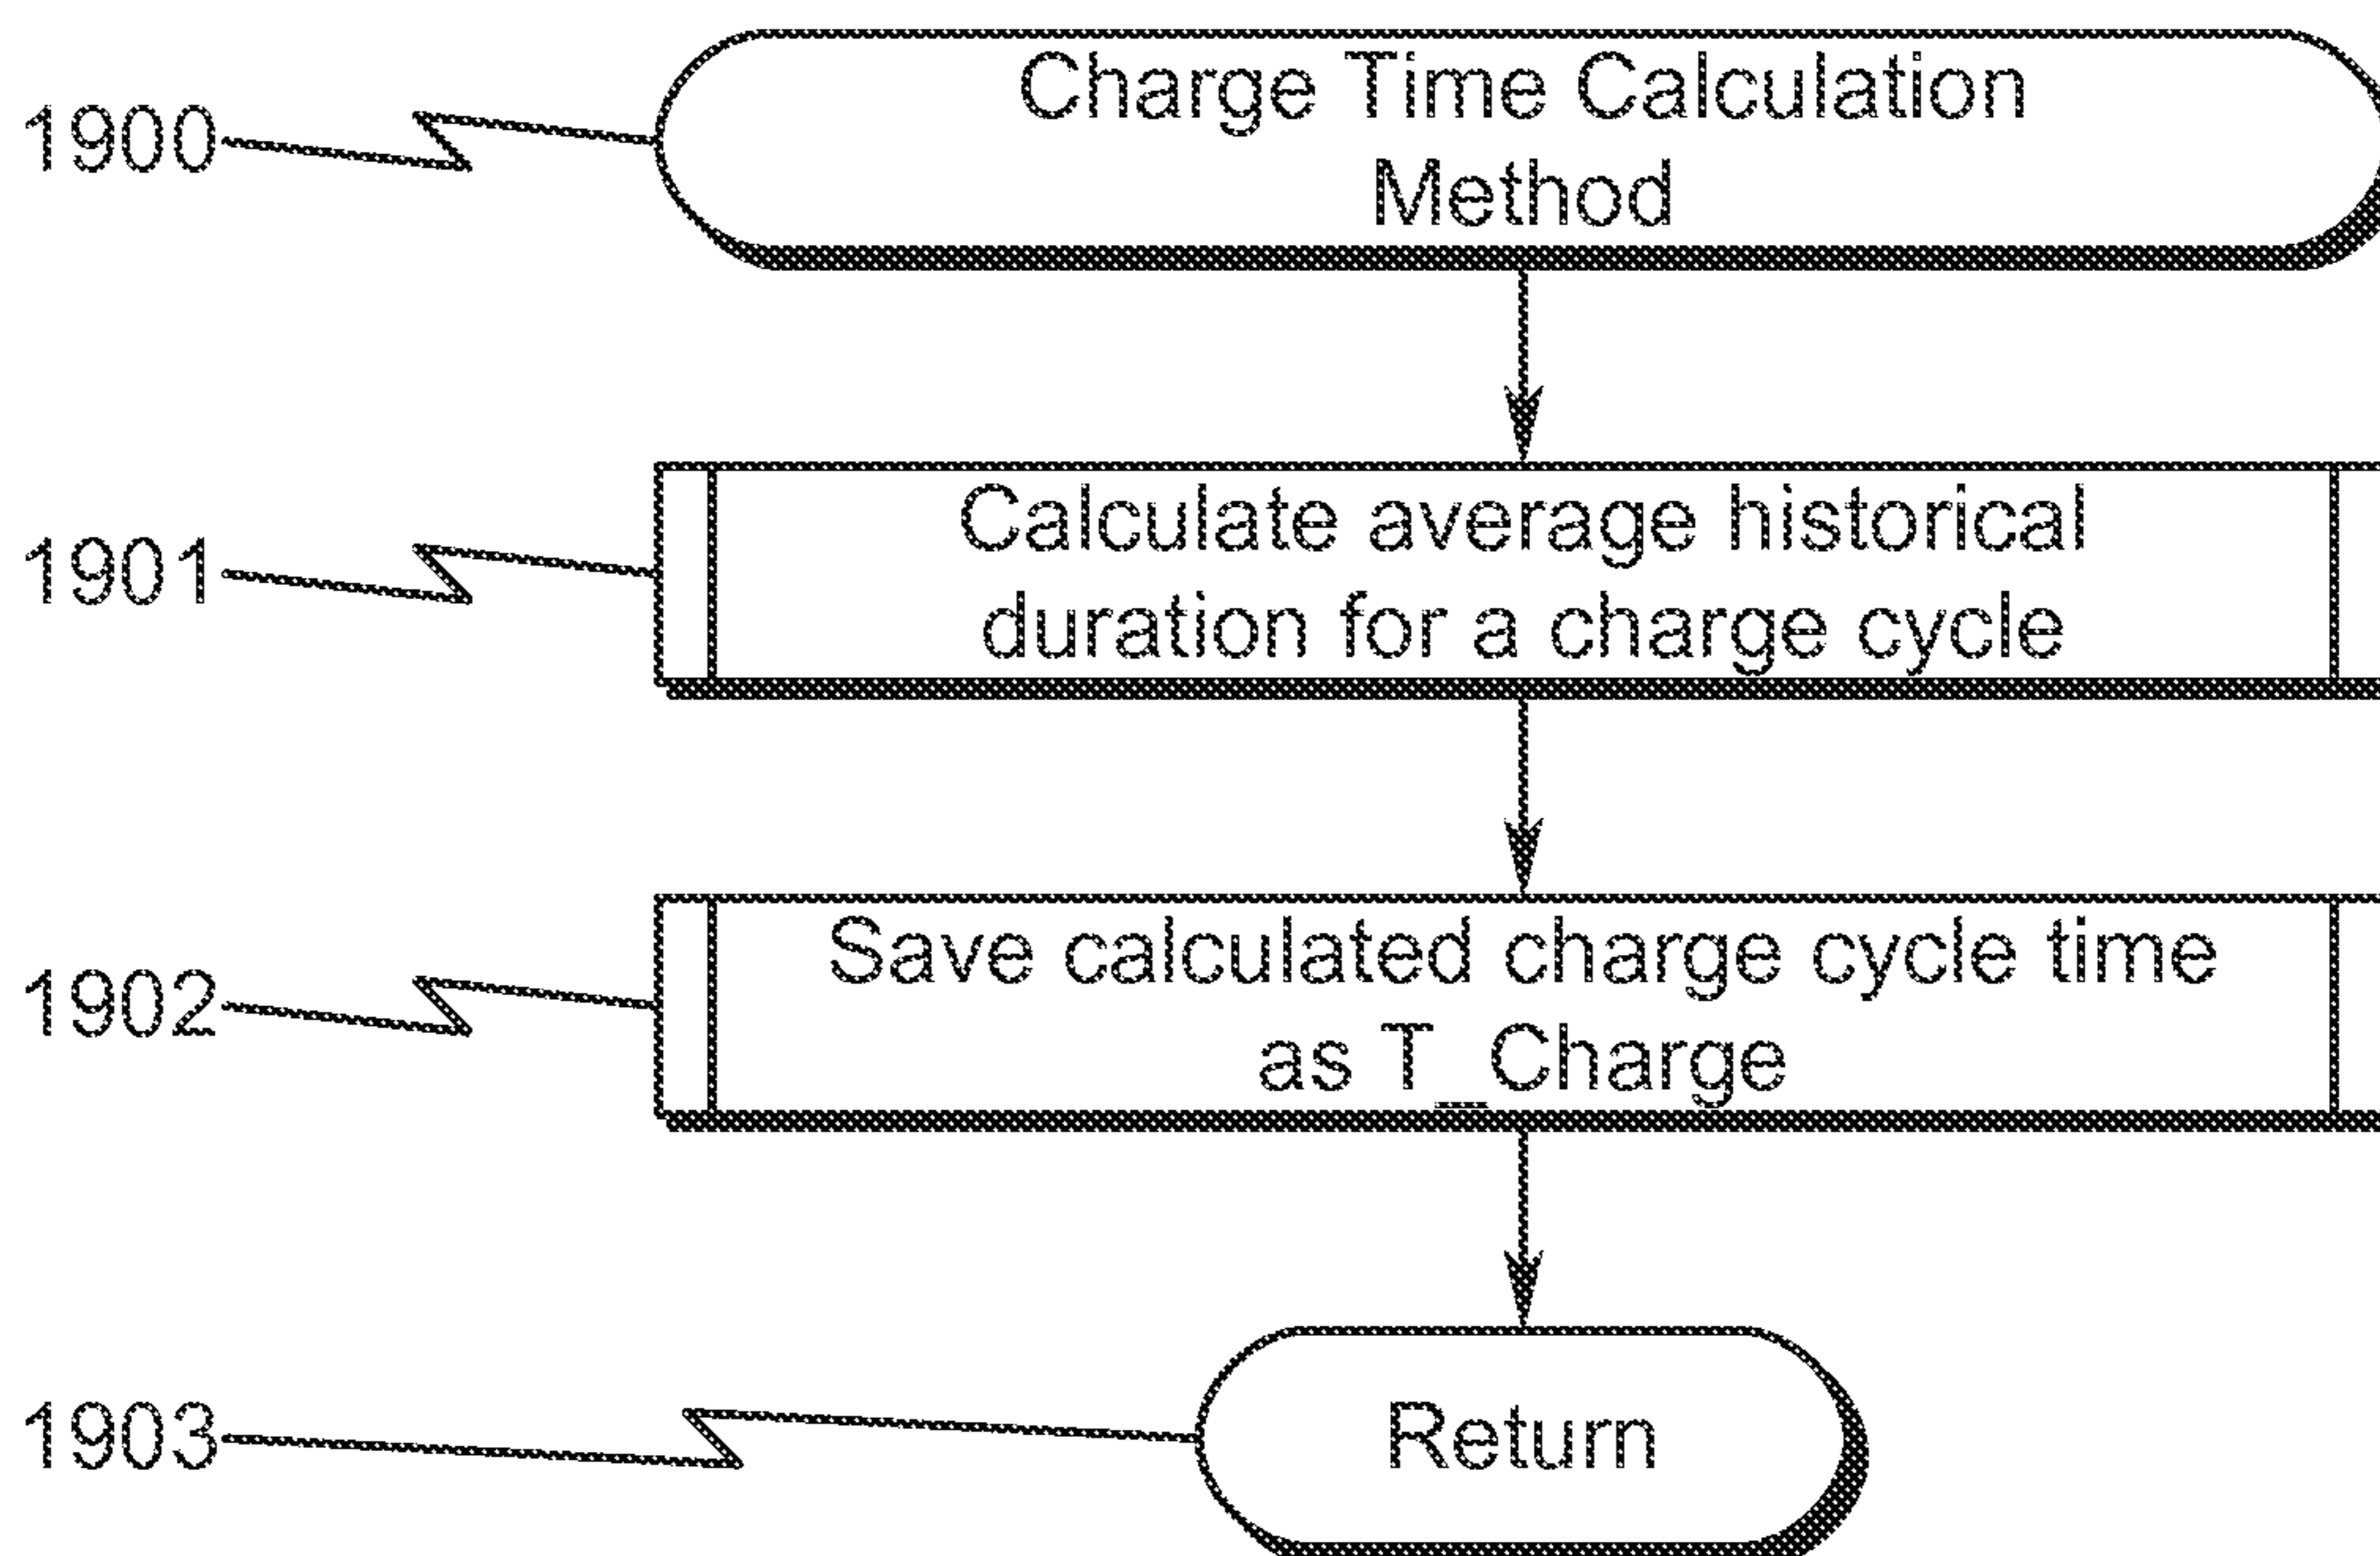 1900
Charge Time Calculation
Method
1901
Calculate average historical
duration for a charge cycle
1902
Save calculated charge cycle time
as T_Charge
1903
Return